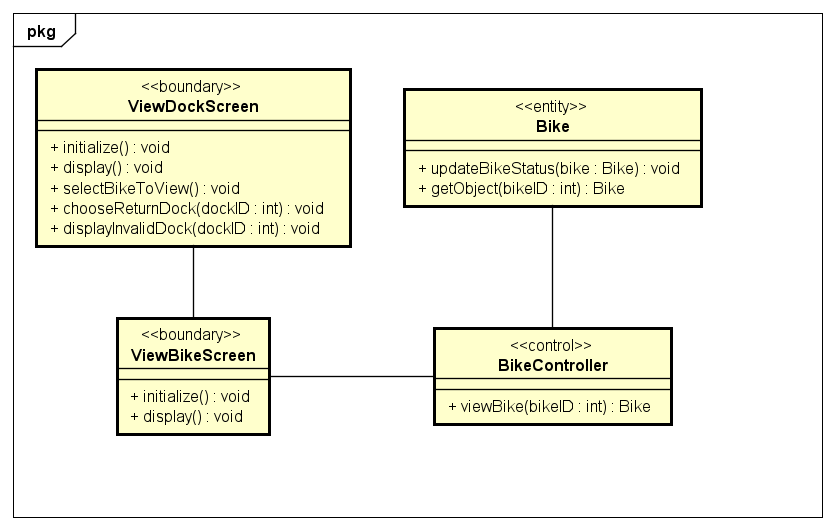 pkg
<<boundary>>
ViewDockScreen
+ initialize() : void
+ display() : void
+ selectBikeToView() : void
+ chooseReturnDock(dockID : int) : void
+ displayInvalidDock(dockID : int) : void
<<entity>>
Bike
+ updateBikeStatus(bike : Bike) : void
+ getObject(bikeID : int) : Bike
<<boundary>>
ViewBikeScreen
+ initialize() : void
+ display() : void
<<control>>
BikeController
+ viewBike(bikeID : int) : Bike